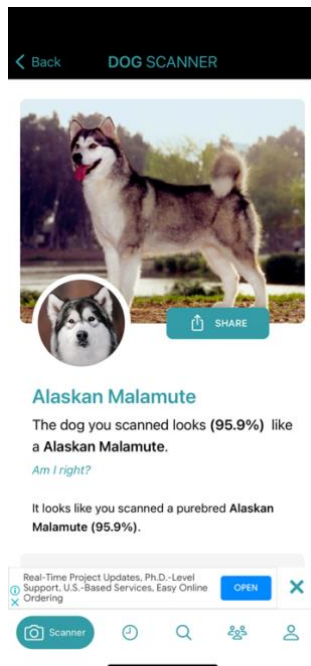 Back
DOG SCANNER
SHARE
Alaskan Malamute
The dog you scanned looks (95.9%) like
a Alaskan Malamute.
Am I right?
It looks like you scanned a purebred Alaskan
Malamute (95.9%).
Real-Time Project Updates, Ph.D.-Level
Support, U.S.-Based Services, Easy Online
Ordering
OPEN
Scanner